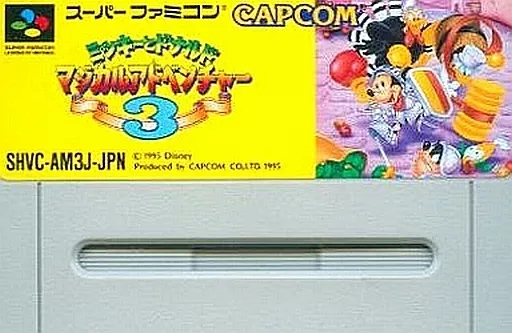 スーパーファミコン® CAPCOM
SUPER FAMICOM
ミッキーとドナルド
マジカルアドベンチャー
3
SHVC-AM3J-JPN
© 1995 Disney
Produced by CAPCOM CO.,LTD. 1995